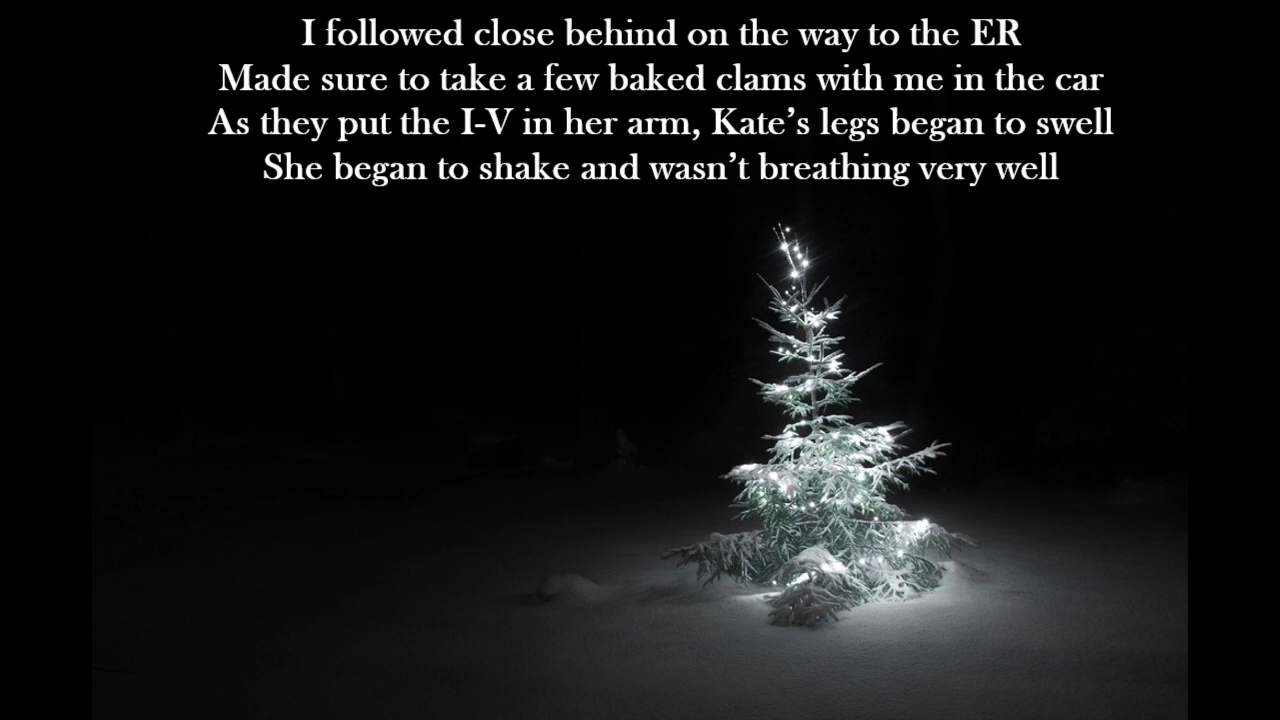 I followed close behind on the way to the ER
Made sure to take a few baked clams with me in the car
As they put the I-V in her arm, Kate’s legs began to swell
She began to shake and wasn’t breathing very well